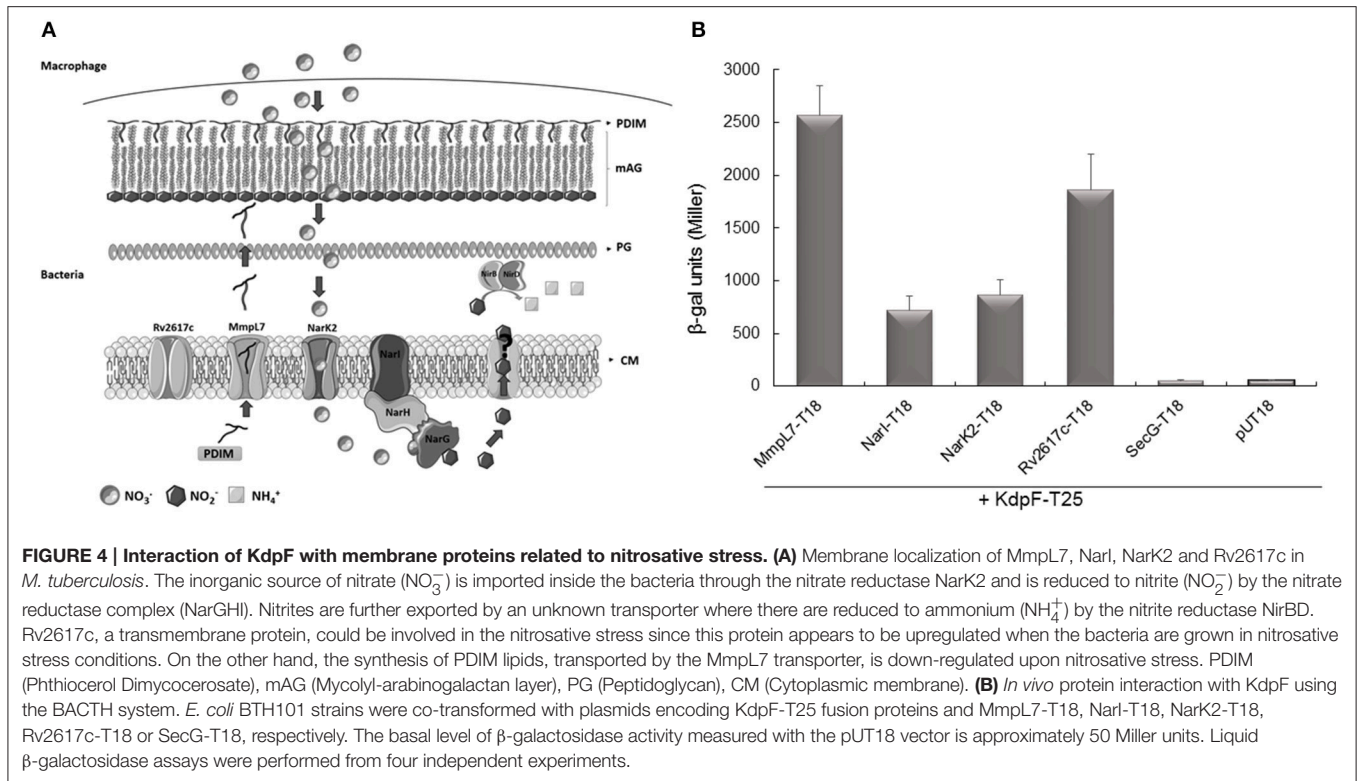 A
Macrophage
PDIM
mAG
PG
Bacteria
NirB NirD
Rv2617c MmpL7 NarK2
NarI
?
CM
NarH
NarG
PDIM
NO₃⁻ NO₂⁻ NH₄⁺
B
β-gal units (Miller)
3000
2500
2000
1500
1000
500
0
MmpL7-T18
NarI-T18
NarK2-T18
Rv2617c-T18
SecG-T18
pUT18
+ KdpF-T25
FIGURE 4 | Interaction of KdpF with membrane proteins related to nitrosative stress. (A) Membrane localization of MmpL7, NarI, NarK2 and Rv2617c in
M. tuberculosis. The inorganic source of nitrate (NO₃⁻) is imported inside the bacteria through the nitrate reductase NarK2 and is reduced to nitrite (NO₂⁻) by the nitrate
reductase complex (NarGHI). Nitrites are further exported by an unknown transporter where there are reduced to ammonium (NH₄⁺) by the nitrite reductase NirBD.
Rv2617c, a transmembrane protein, could be involved in the nitrosative stress since this protein appears to be upregulated when the bacteria are grown in nitrosative
stress conditions. On the other hand, the synthesis of PDIM lipids, transported by the MmpL7 transporter, is down-regulated upon nitrosative stress. PDIM
(Phthiocerol Dimycocerosate), mAG (Mycolyl-arabinogalactan layer), PG (Peptidoglycan), CM (Cytoplasmic membrane). (B) In vivo protein interaction with KdpF using
the BACTH system. E. coli BTH101 strains were co-transformed with plasmids encoding KdpF-T25 fusion proteins and MmpL7-T18, NarI-T18, NarK2-T18,
Rv2617c-T18 or SecG-T18, respectively. The basal level of β-galactosidase activity measured with the pUT18 vector is approximately 50 Miller units. Liquid
β-galactosidase assays were performed from four independent experiments.